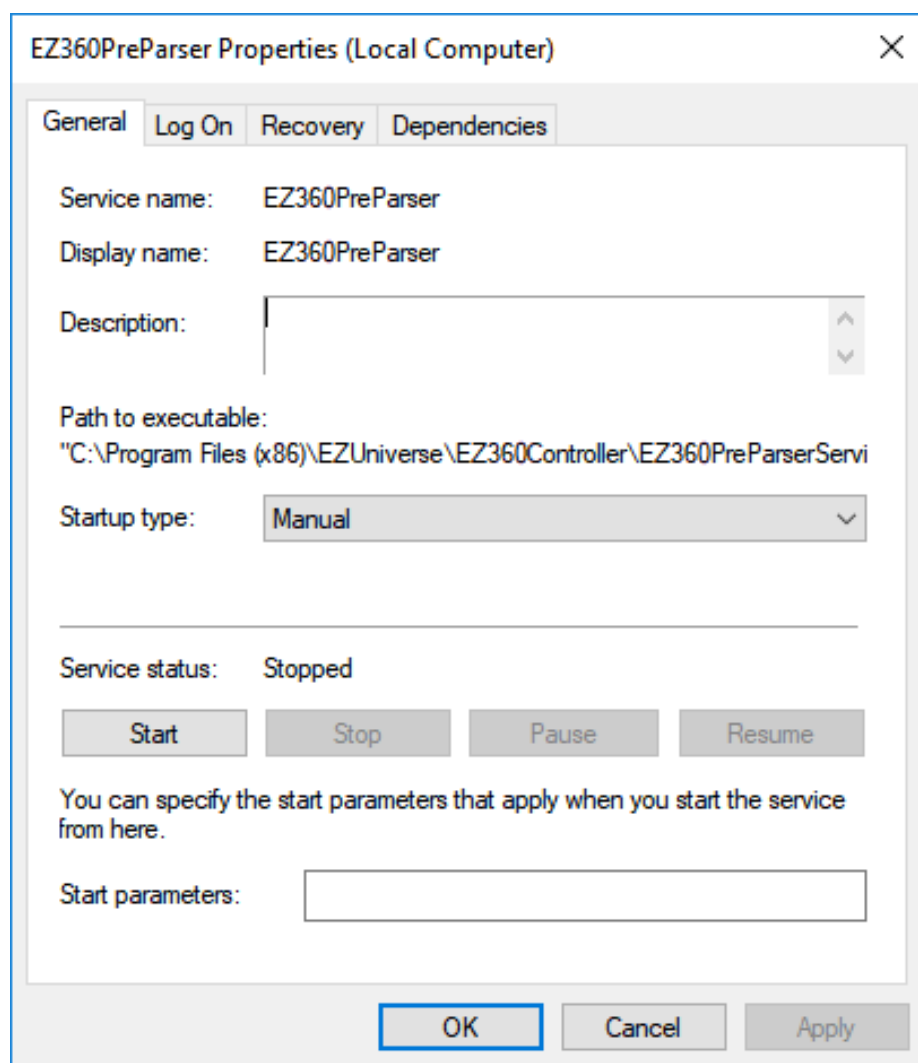 EZ360PreParser Properties (Local Computer)
General Log On Recovery Dependencies
Service name: EZ360PreParser
Display name: EZ360PreParser
Description:
Path to executable:
"C:\Program Files (x86)\EZUniverse\EZ360Controller\EZ360PreParserServi
Startup type: Manual
Service status: Stopped
Start Stop Pause Resume
You can specify the start parameters that apply when you start the service
from here.
Start parameters:
OK Cancel Apply